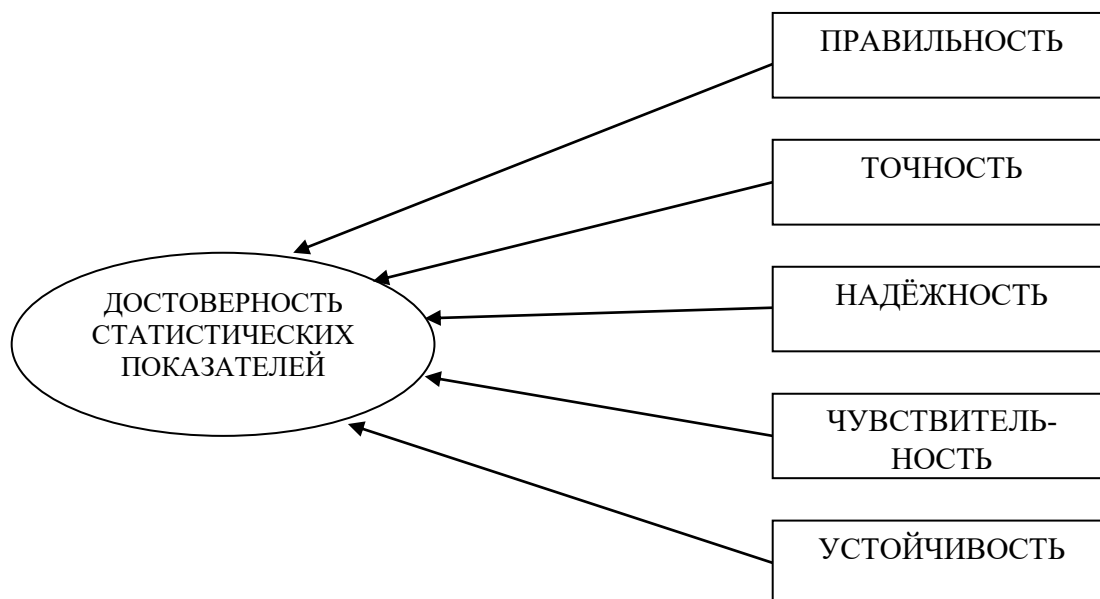 ПРАВИЛЬНОСТЬ
ТОЧНОСТЬ
НАДЁЖНОСТЬ
ДОСТОВЕРНОСТЬ
СТАТИСТИЧЕСКИХ
ПОКАЗАТЕЛЕЙ
ЧУВСТВИТЕЛЬ-
НОСТЬ
УСТОЙЧИВОСТЬ